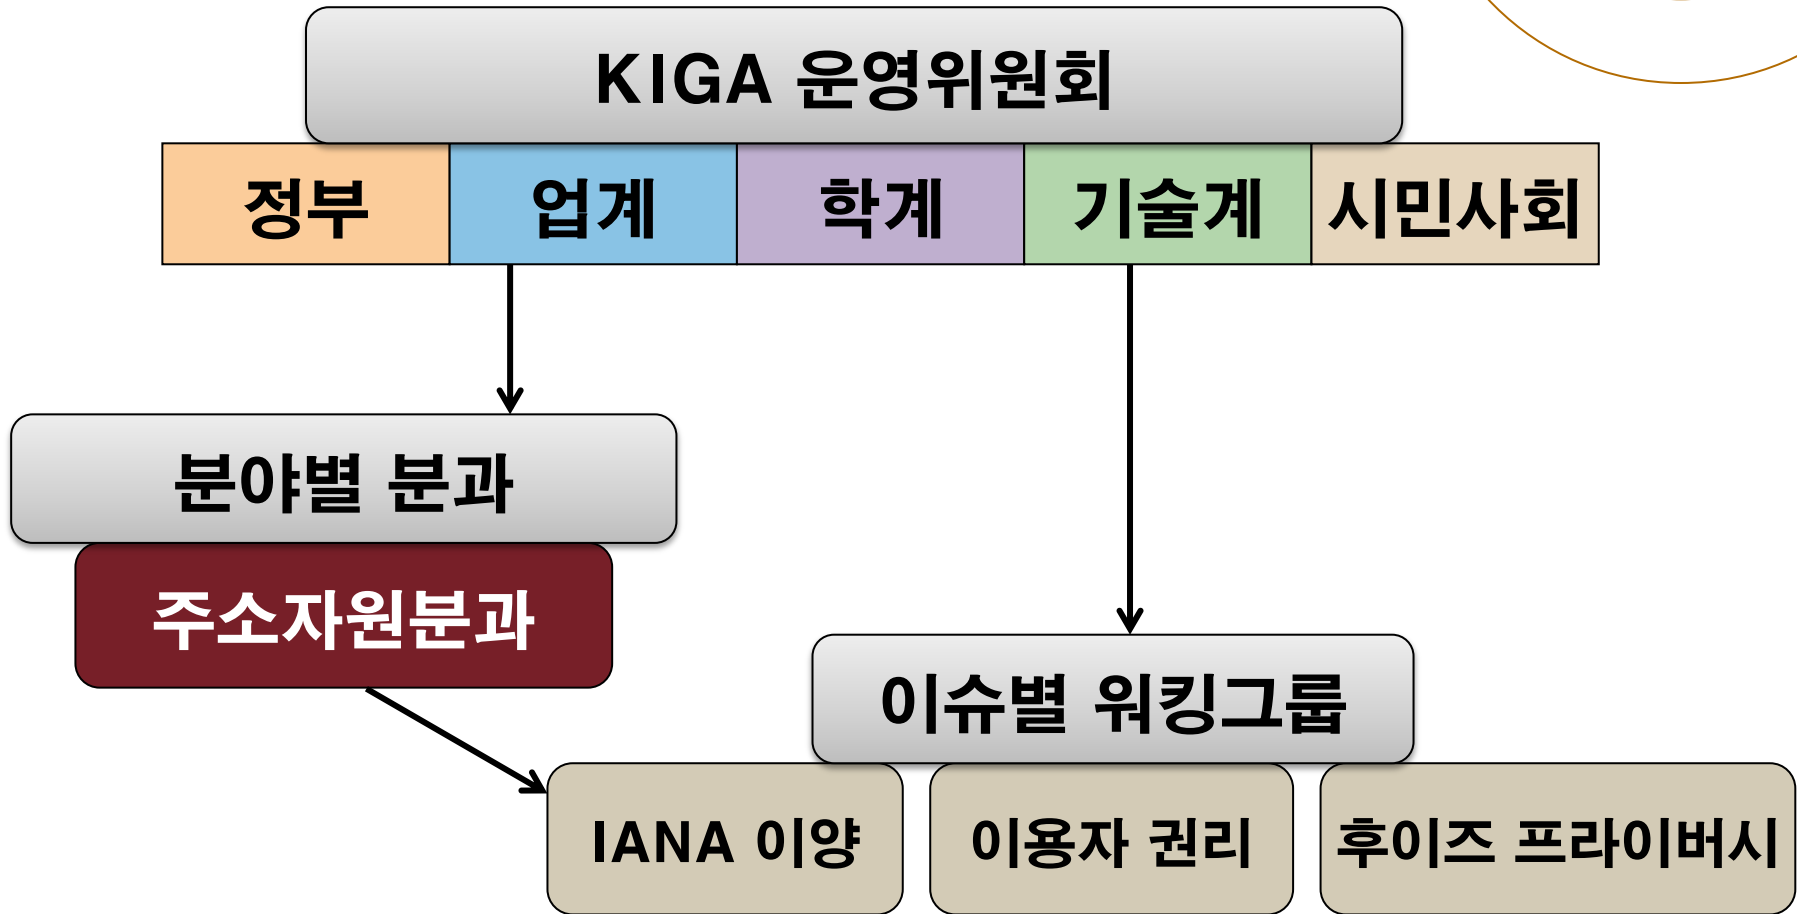 KIGA 운영위원회
정부
업계
학계
기술계
시민사회
분야별 분과
주소자원분과
이슈별 워킹그룹
IANA 이양
이용자 권리
후이즈 프라이버시